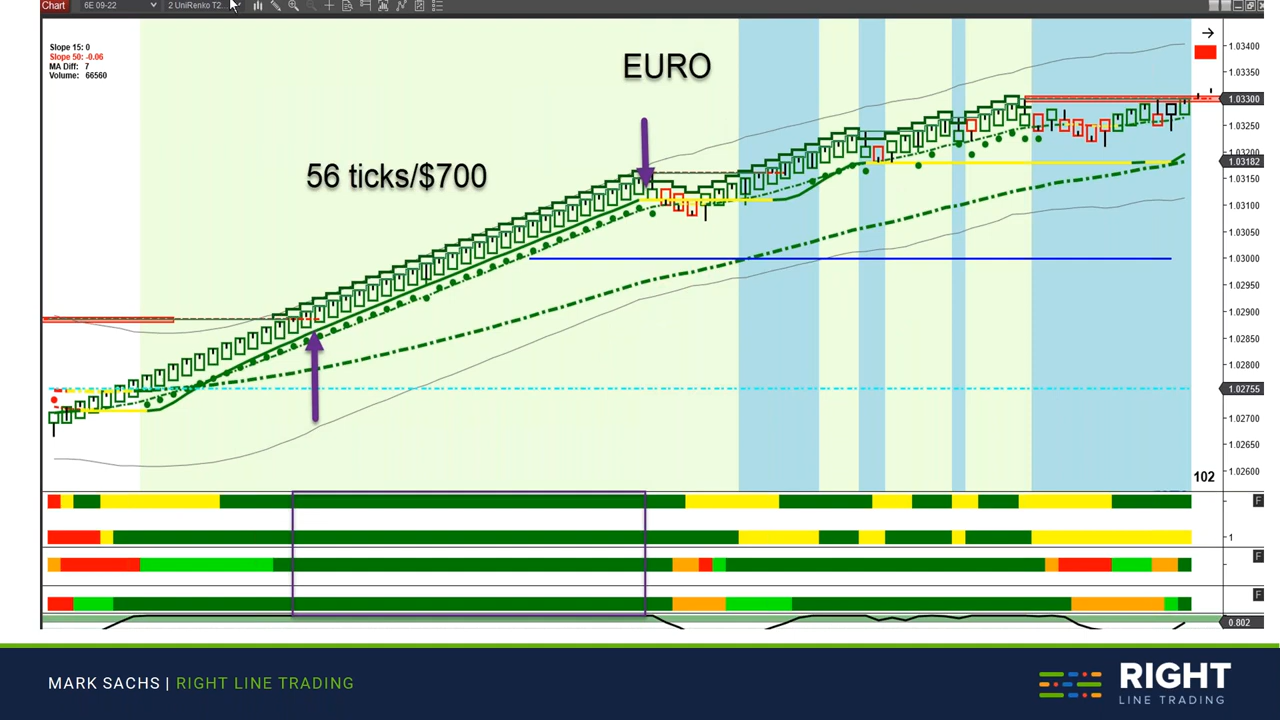 Chart 6E 09-22 2 UniRenko T2...
Slope 15: 0
Slope 50: -0.06
MA Diff: 7
Volume: 66560
EURO
56 ticks/$700
1.03400
1.03350
1.03300
1.03250
1.03200
1.03182
1.03150
1.03100
1.03050
1.03000
1.02950
1.02900
1.02850
1.02800
1.02755
1.02700
1.02650
1.02600
102
F
1
F
F
0.802
MARK SACHS | RIGHT LINE TRADING
RIGHT
LINE TRADING